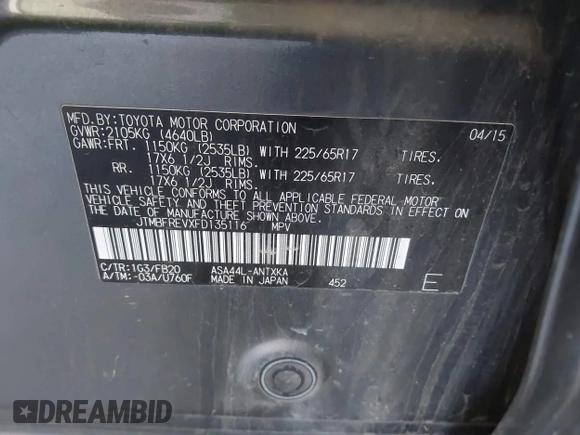 MFD.BY:TOYOTA MOTOR CORPORATION 04/15
GVWR:2105KG (4640LB)
GAWR:FRT. 1150KG (2535LB) WITH 225/65R17 TIRES.
17X6 1/2J RIMS.
RR. 1150KG (2535LB) WITH 225/65R17 TIRES.
17X6 1/2J RIMS.
THIS VEHICLE CONFORMS TO ALL APPLICABLE FEDERAL MOTOR
VEHICLE SAFETY AND THEFT PREVENTION STANDARDS IN EFFECT ON
THE DATE OF MANUFACTURE SHOWN ABOVE.
JTMBFREVXFD135116 MPV
C/TR:1G3/FB20 ASA44L-ANTXKA
A/TM:-03A/U760F MADE IN JAPAN 452 E
DREAMBID